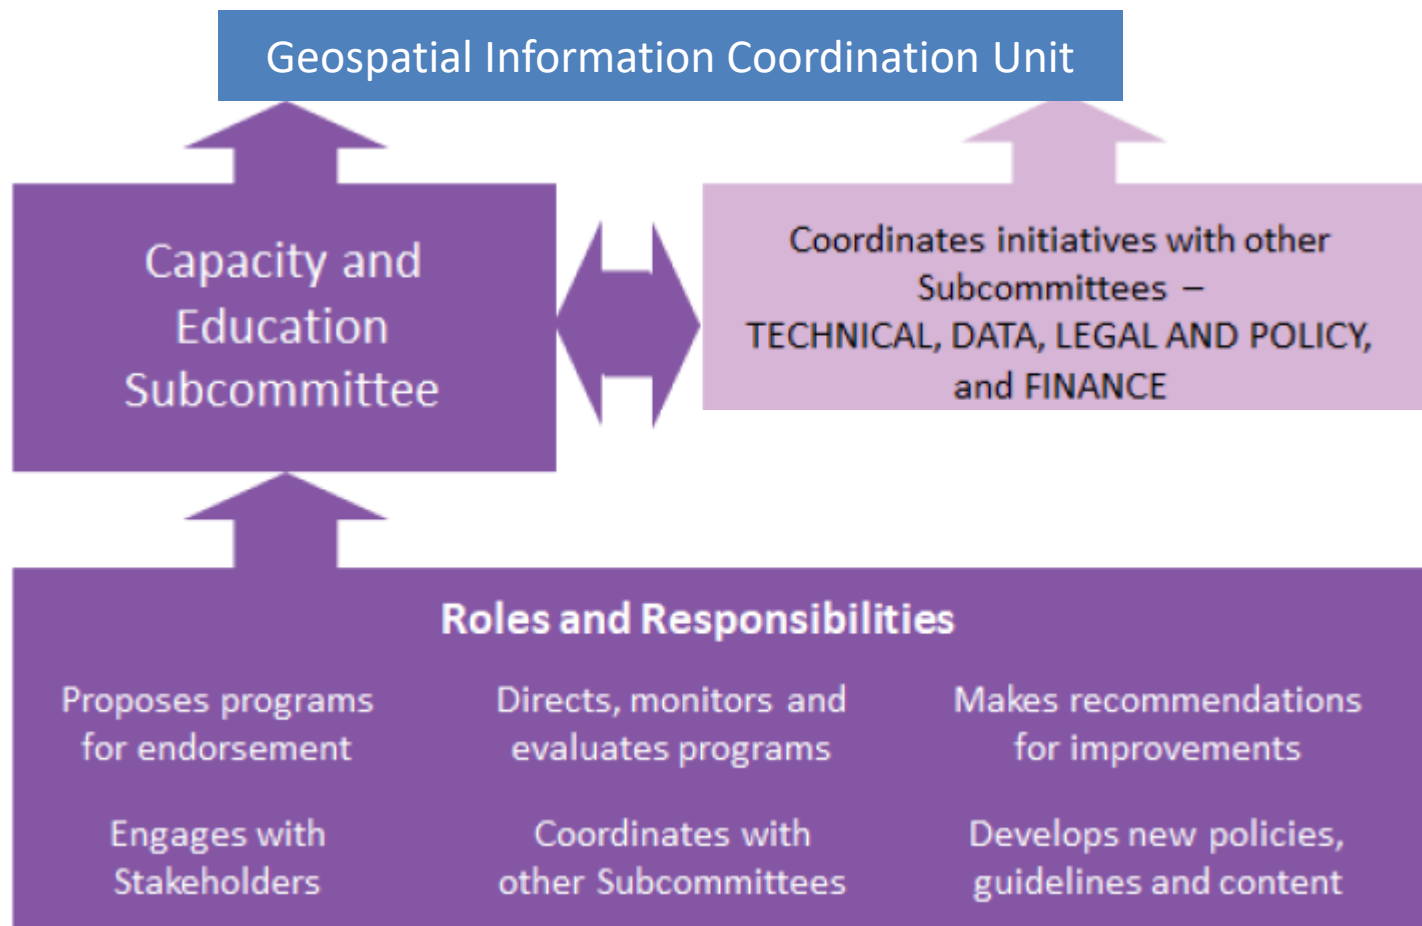 Geospatial Information Coordination Unit
Capacity and
Education
Subcommittee
Coordinates initiatives with other
Subcommittees –
TECHNICAL, DATA, LEGAL AND POLICY,
and FINANCE
Roles and Responsibilities
Proposes programs
for endorsement
Directs, monitors and
evaluates programs
Makes recommendations
for improvements
Engages with
Stakeholders
Coordinates with
other Subcommittees
Develops new policies,
guidelines and content